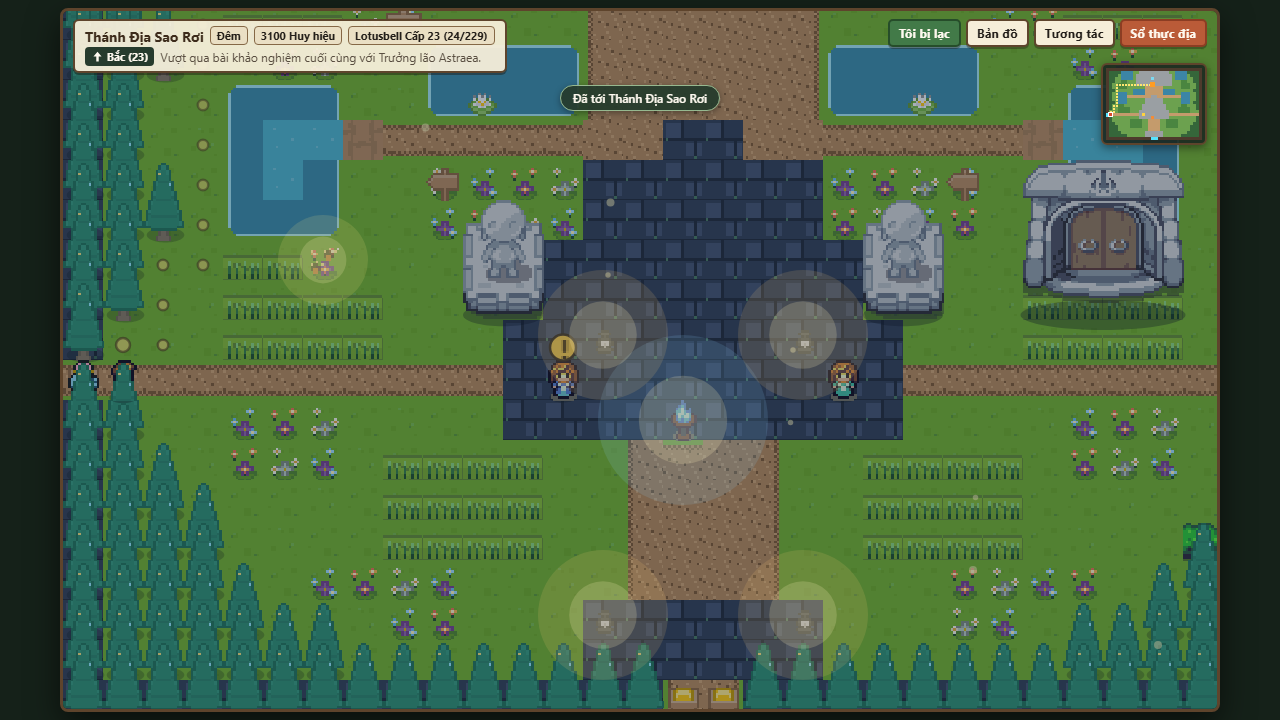 Thánh Địa Sao Rơi
Đêm
3100 Huy hiệu
Lotusbell Cấp 23 (24/229)
Bắc (23)
Vượt qua bài khảo nghiệm cuối cùng với Trưởng lão Astraea.
Tôi bị lạc
Bản đồ
Tương tác
Sổ thực địa
Đã tới Thánh Địa Sao Rơi